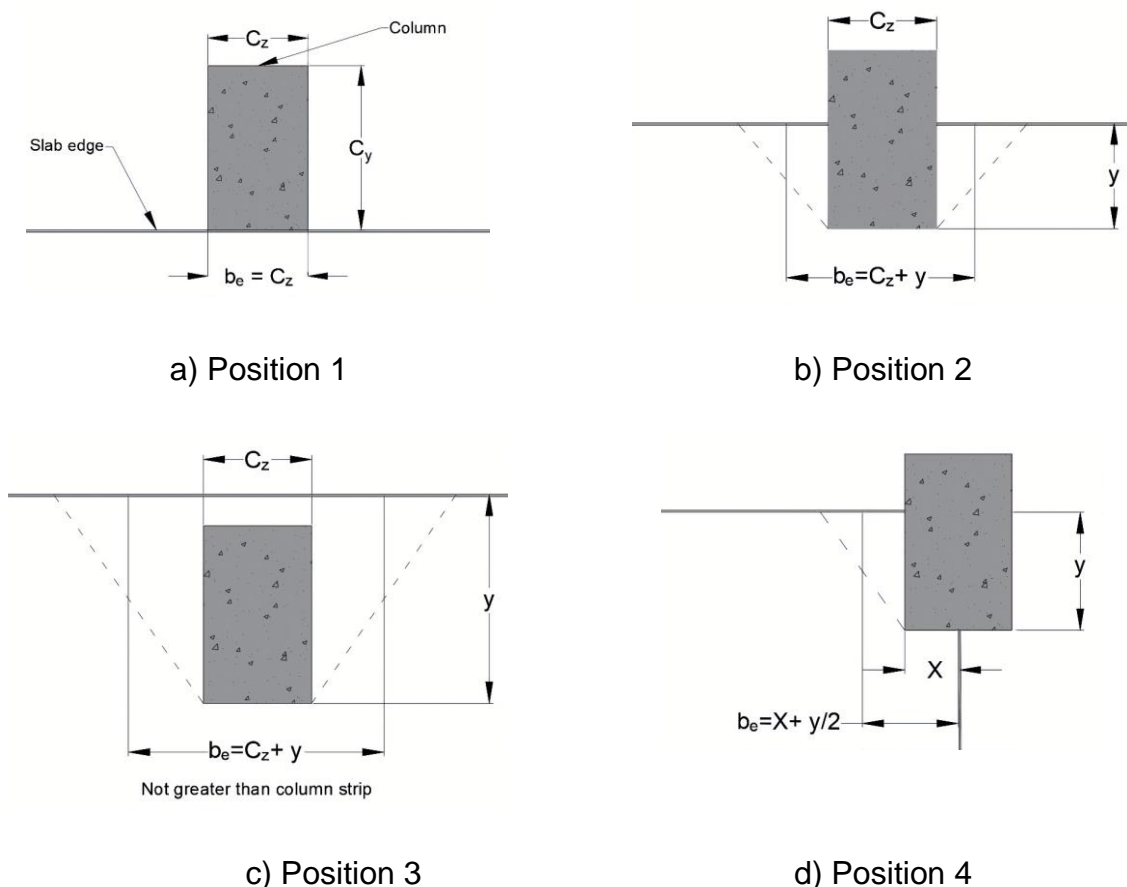 Cz
Column
Cy
Slab edge
be = Cz
a) Position 1
Cz
y
be=Cz+ y
b) Position 2
Cz
y
be=Cz+ y
Not greater than column strip
c) Position 3
y
X
be=X+ y/2
d) Position 4